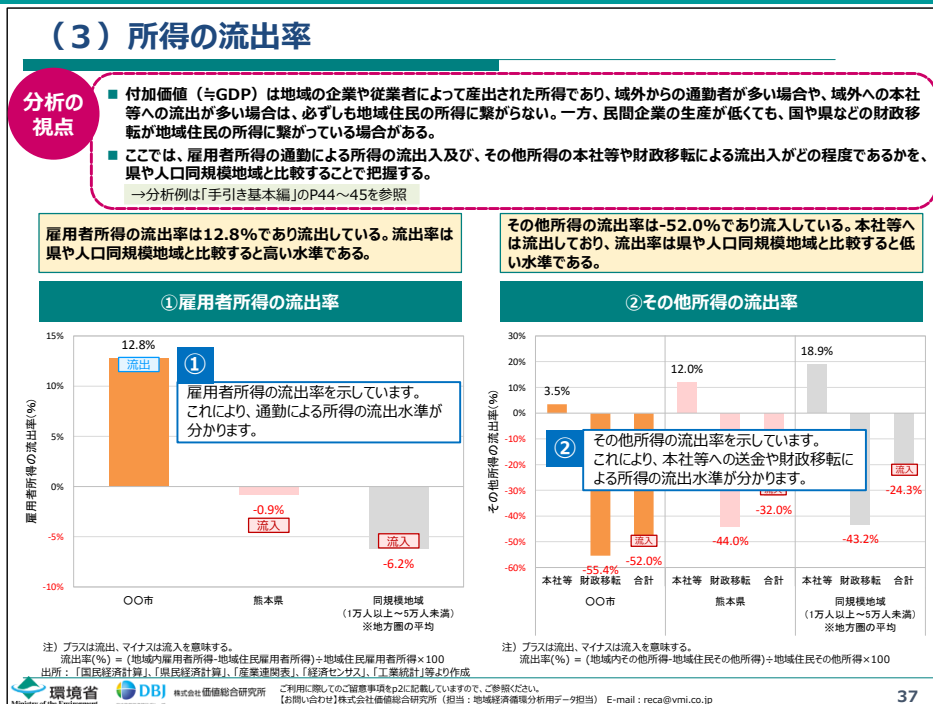 （３）所得の流出率
分析の
視点
■ 付加価値（≒GDP）は地域の企業や従業者によって産出された所得であり、域外からの通勤者が多い場合や、域外への本社
等への流出が多い場合は、必ずしも地域住民の所得に繋がらない。一方、民間企業の生産が低くても、国や県などの財政移
転が地域住民の所得に繋がっている場合がある。
■ ここでは、雇用者所得の通勤による所得の流出入及び、その他所得の本社等や財政移転による流出入がどの程度であるかを、
県や人口同規模地域と比較することで把握する。
→分析例は「手引き基本編」のP44～45を参照
雇用者所得の流出率は12.8%であり流出している。流出率は
県や人口同規模地域と比較すると高い水準である。
①雇用者所得の流出率
雇用者所得の流出率(%)
15%
10%
5%
0%
-5%
-10%
12.8%
流出
①
雇用者所得の流出率を示しています。
これにより、通勤による所得の流出水準が
分かります。
-0.9%
流入
流入
-6.2%
〇〇市
熊本県
同規模地域
（1万人以上～5万人未満）
※地方圏の平均
注）プラスは流出、マイナスは流入を意味する。
流出率(%) = (地域内雇用者所得-地域住民雇用者所得)÷地域住民雇用者所得×100
出所：「国民経済計算」、「県民経済計算」、「産業連関表」、「経済センサス」、「工業統計」等より作成
その他所得の流出率は-52.0%であり流入している。本社等へ
は流出しており、流出率は県や人口同規模地域と比較すると低
い水準である。
②その他所得の流出率
その他所得の流出率(%)
30%
20%
10%
0%
-10%
-20%
-30%
-40%
-50%
-60%
3.5%
12.0%
18.9%
②
その他所得の流出率を示しています。
これにより、本社等への送金や財政移転に
よる所得の流出水準が分かります。
流入
-24.3%
-32.0%
-44.0%
-43.2%
流入
-55.4%
-52.0%
本社等 財政移転 合計 本社等 財政移転 合計 本社等 財政移転 合計
〇〇市
熊本県
同規模地域
（1万人以上～5万人未満）
※地方圏の平均
注）プラスは流出、マイナスは流入を意味する。
流出率(%) = (地域内その他所得-地域住民その他所得)÷地域住民その他所得×100
環境省
Ministry of the Environment
DBJ
株式会社価値総合研究所
ご利用に際してのご留意事項をp2に記載していますので、ご参照ください。
【お問い合わせ】株式会社価値総合研究所（担当：地域経済循環分析用データ担当） E-mail：reca@vmi.co.jp
37